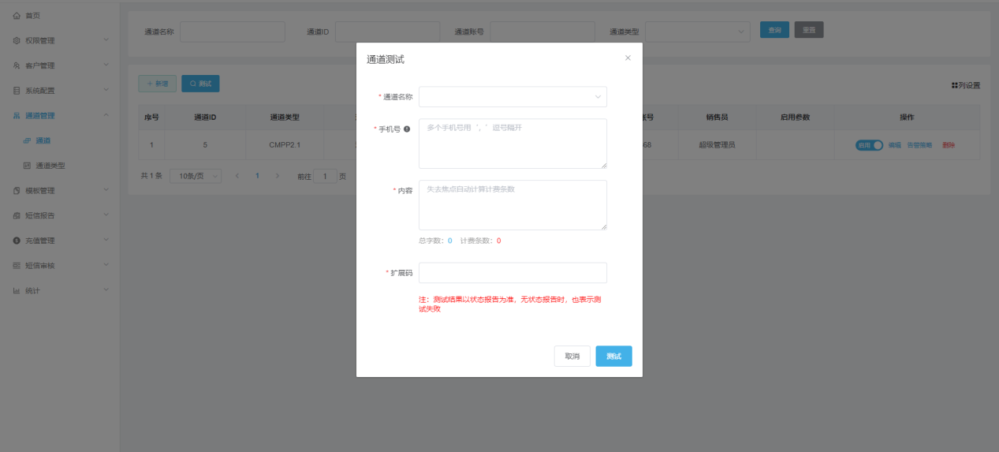 首页
权限管理
客户管理
系统配置
通道管理
通道
通道类型
模板管理
短信报告
充值管理
短信审核
统计
通道名称
通道ID
通道账号
通道类型
查询
重置
+ 新增
测试
列设置
序号 通道ID 通道类型 账号 销售员 启用参数 操作
1 5 CMPP2.1 68 超级管理员 启用 编辑 告警策略 删除
共 1 条 10条/页 < 1 > 前往 1 页
通道测试
* 通道名称
* 手机号 多个手机号用 '，' 逗号隔开
* 内容 失去焦点自动计算计费条数
总字数：0 计费条数：0
* 扩展码
注：测试结果以状态报告为准，无状态报告时，也表示测
试失败
取消 测试